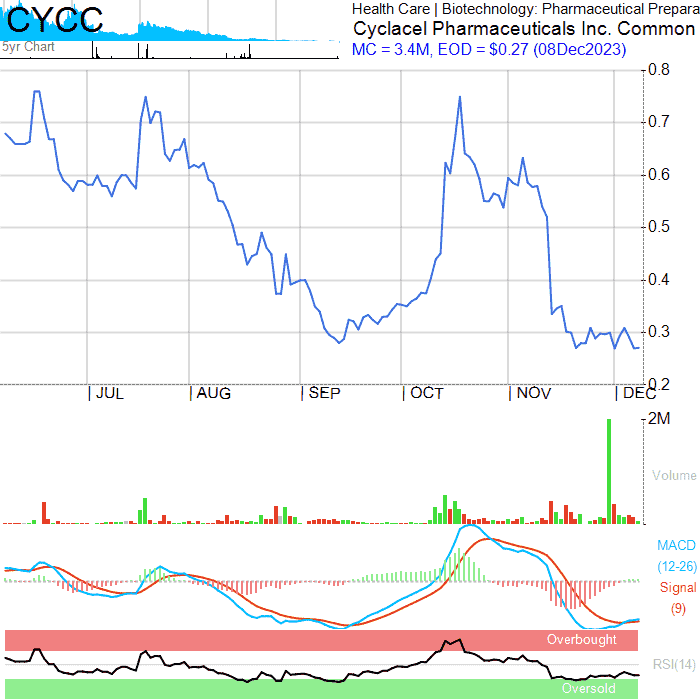 CYCC
5yr Chart
Health Care | Biotechnology: Pharmaceutical Prepara
Cyclacel Pharmaceuticals Inc. Common
MC = 3.4M, EOD = $0.27 (08Dec2023)
0.8
0.7
0.6
0.5
0.4
0.3
0.2
JUL AUG SEP OCT NOV DEC
2M
Volume
MACD
(12-26)
Signal
(9)
Overbought
RSI(14)
Oversold